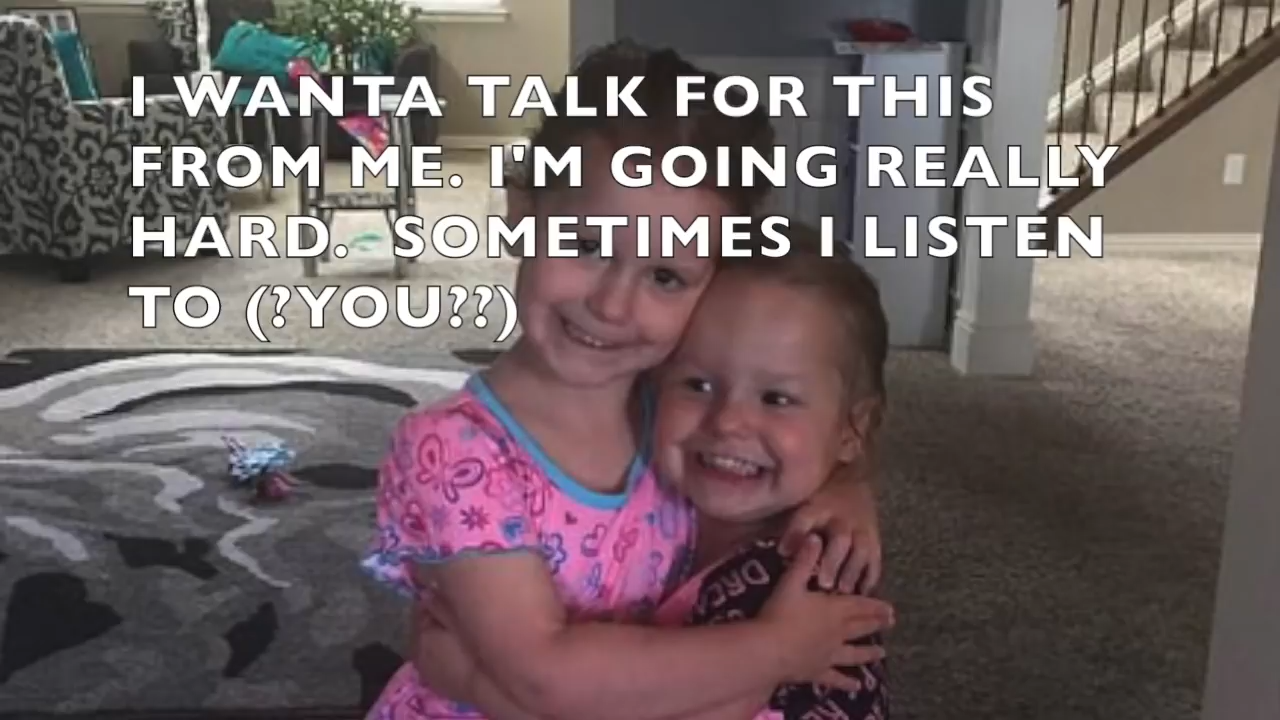 I WANTA TALK FOR THIS
FROM ME. I'M GOING REALLY
HARD.  SOMETIMES I LISTEN
TO (?YOU??)